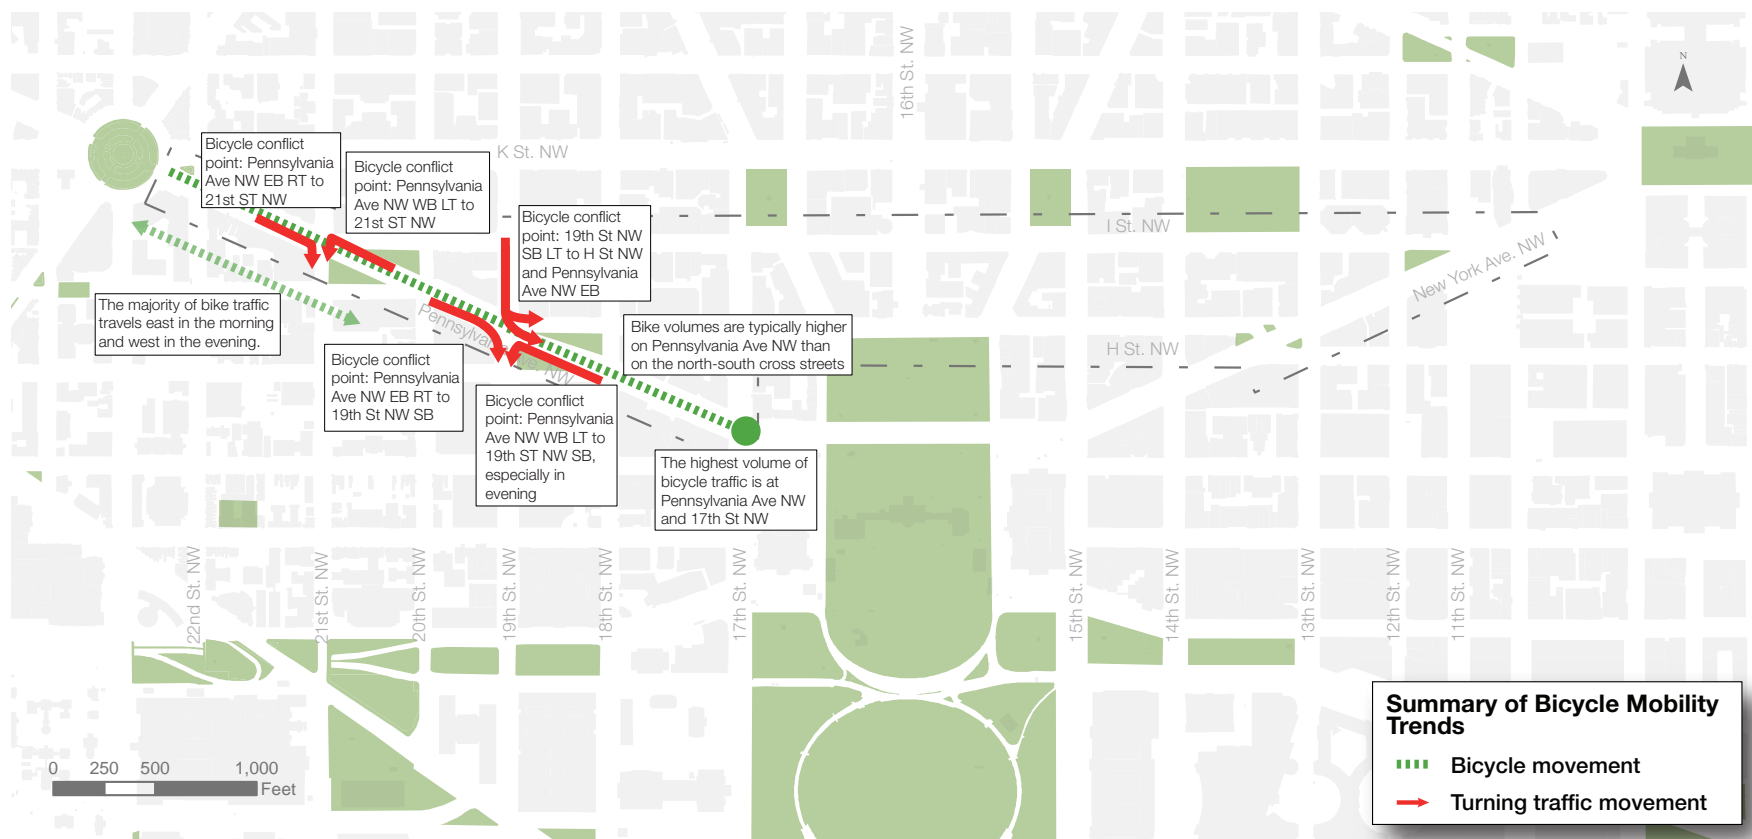 16th St. NW
N
K St. NW
Bicycle conflict
point: Pennsylvania
Ave NW EB RT to
21st ST NW
Bicycle conflict
point: Pennsylvania
Ave NW WB LT to
21st ST NW
Bicycle conflict
point: 19th St NW
SB LT to H St NW
and Pennsylvania
Ave NW EB
I St. NW
New York Ave. NW
The majority of bike traffic
travels east in the morning
and west in the evening.
Pennsylvania Ave. NW
Bike volumes are typically higher
on Pennsylvania Ave NW than
on the north-south cross streets
H St. NW
Bicycle conflict
point: Pennsylvania
Ave NW EB RT to
19th St NW SB
Bicycle conflict
point: Pennsylvania
Ave NW WB LT to
19th ST NW SB,
especially in
evening
The highest volume of
bicycle traffic is at
Pennsylvania Ave NW
and 17th St NW
22nd St. NW
21st St. NW
20th St. NW
19th St. NW
18th St. NW
17th St. NW
15th St. NW
14th St. NW
13th St. NW
12th St. NW
11th St. NW
Summary of Bicycle Mobility
Trends
Bicycle movement
Turning traffic movement
0 250 500 1,000
Feet